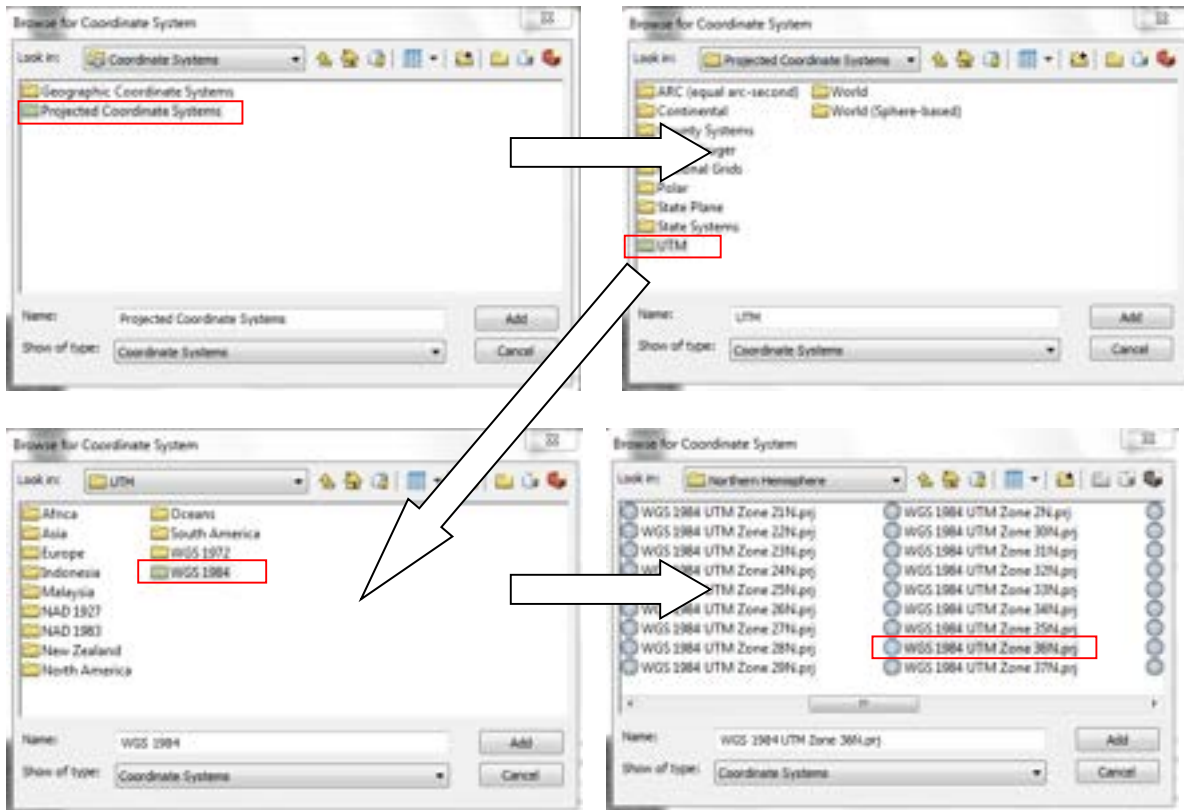 Browse for Coordinate System
Look in: Coordinate Systems
Geographic Coordinate Systems
Projected Coordinate Systems
Name: Projected Coordinate Systems
Add
Show of type: Coordinate Systems
Cancel
Browse for Coordinate System
Look in: Projected Coordinate Systems
ARC (equal arc-second)
Continental
Systems
Grids
Polar
State Plane
State Systems
UTM
World
World (Sphere-based)
Name: UTM
Add
Show of type: Coordinate Systems
Cancel
Browse for Coordinate System
Look in: UTM
Africa
Asia
Europe
Indonesia
Malaysia
NAD 1927
NAD 1983
New Zealand
North America
Oceans
South America
WGS 1972
WGS 1984
Name: WGS 1984
Add
Show of type: Coordinate Systems
Cancel
Browse for Coordinate System
Look in: Northern Hemisphere
WGS 1984 UTM Zone 21N.prj
WGS 1984 UTM Zone 22N.prj
WGS 1984 UTM Zone 23N.prj
WGS 1984 UTM Zone 24N.prj
UTM Zone 25N.prj
1984 UTM Zone 26N.prj
WGS 1984 UTM Zone 27N.prj
WGS 1984 UTM Zone 28N.prj
WGS 1984 UTM Zone 29N.prj
WGS 1984 UTM Zone 2N.prj
WGS 1984 UTM Zone 30N.prj
WGS 1984 UTM Zone 31N.prj
WGS 1984 UTM Zone 32N.prj
WGS 1984 UTM Zone 33N.prj
WGS 1984 UTM Zone 34N.prj
WGS 1984 UTM Zone 35N.prj
WGS 1984 UTM Zone 36N.prj
WGS 1984 UTM Zone 37N.prj
Name: WGS 1984 UTM Zone 36N.prj
Add
Show of type: Coordinate Systems
Cancel